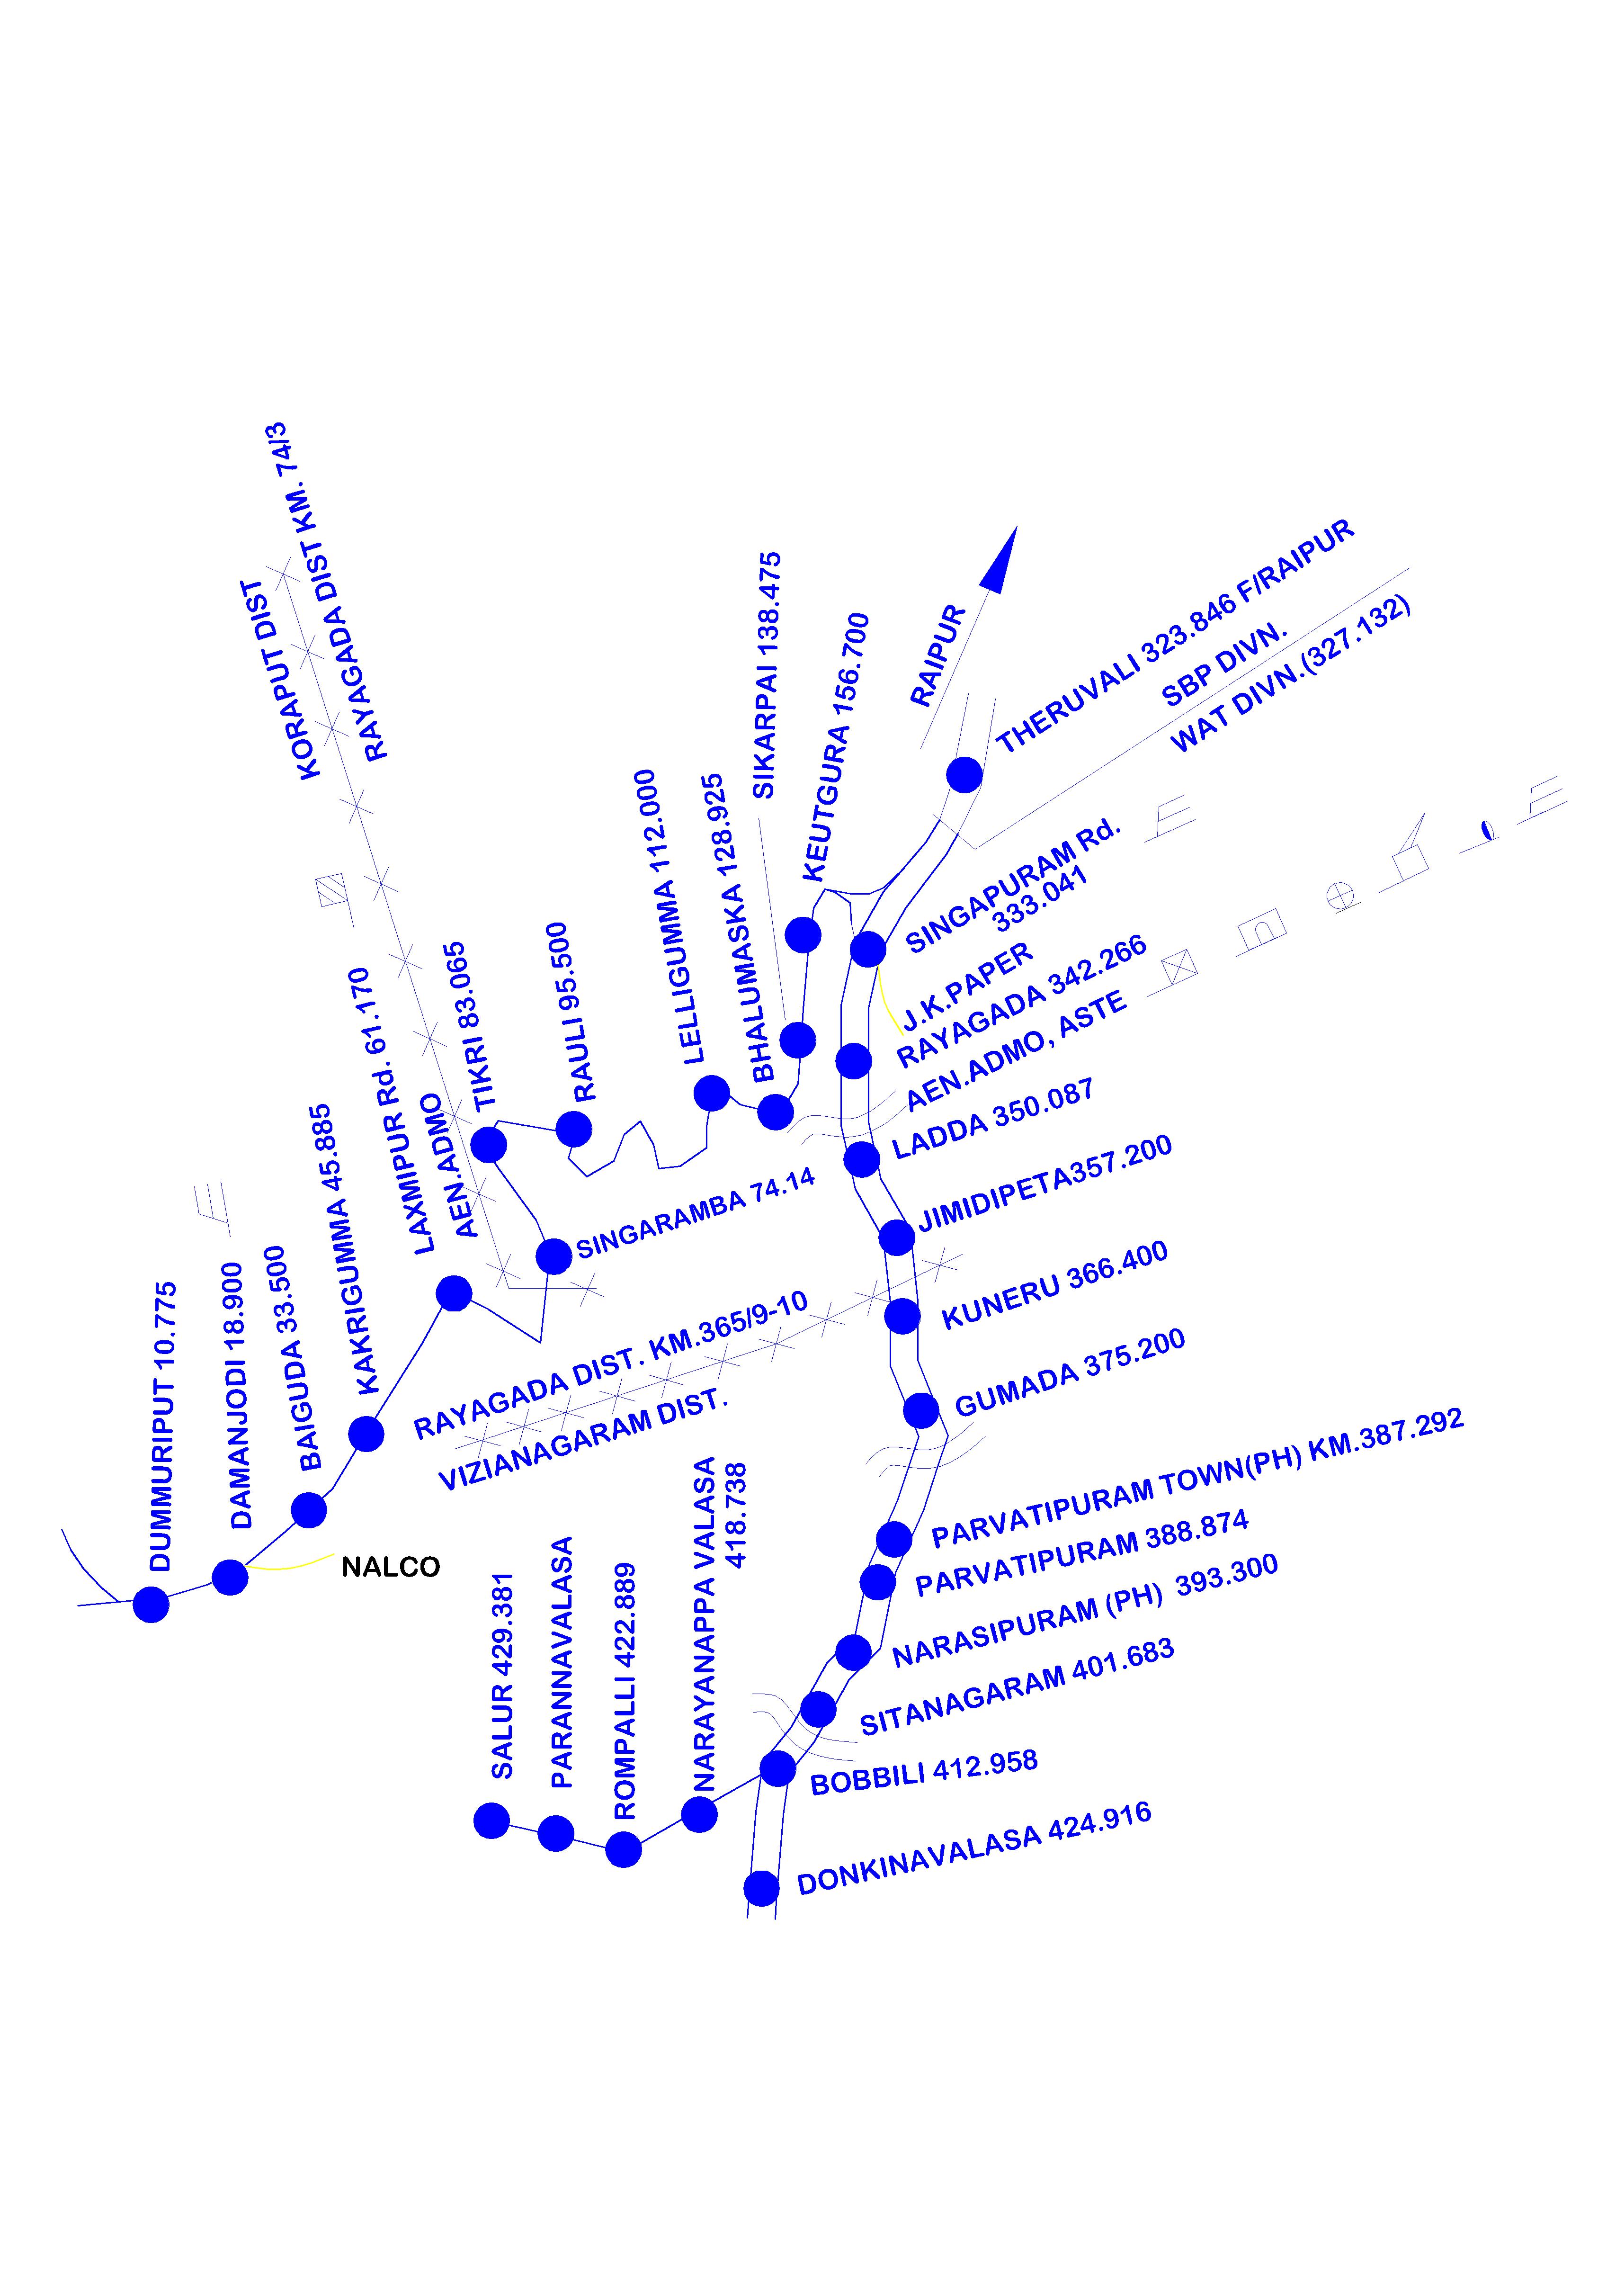 KORAPUT DIST
RAYAGADA DIST KM. 74/3
SIKARPAI 138.475
KEUTGURA 156.700
RAIPUR
THERUVALI 323.846 F/RAIPUR
SBP DIVN.
WAT DIVN.(327.132)
LELLIGUMMA 112.000
BHALUMASKA 128.925
SINGAPURAM Rd.
333.041
J.K.PAPER
RAYAGADA 342.266
AEN.ADMO, ASTE
LAXMIPUR Rd. 61.170
AEN.ADMO
TIKRI 83.065
RAULI 95.500
LADDA 350.087
JIMIDIPETA357.200
SINGARAMBA 74.14
DUMMURIPUT 10.775
DAMANJODI 18.900
BAIGUDA 33.500
KAKRIGUMMA 45.885
KUNERU 366.400
RAYAGADA DIST. KM.365/9-10
VIZIANAGARAM DIST.
GUMADA 375.200
PARVATIPURAM TOWN(PH) KM.387.292
PARVATIPURAM 388.874
NARASIPURAM (PH) 393.300
NALCO
SALUR 429.381
PARANNAVALASA
ROMPALLI 422.889
NARAYANAPPA VALASA
418.738
SITANAGARAM 401.683
BOBBILI 412.958
DONKINAVALASA 424.916